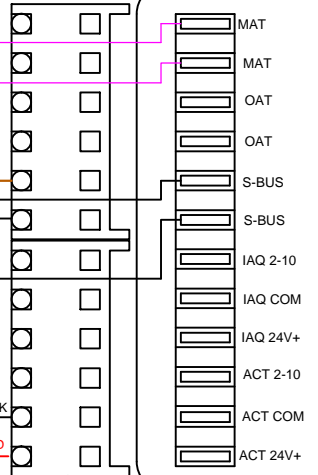 MAT
MAT
OAT
OAT
S-BUS
S-BUS
IAQ 2-10
IAQ COM
IAQ 24V+
ACT 2-10
K
ACT COM
ACT 24V+